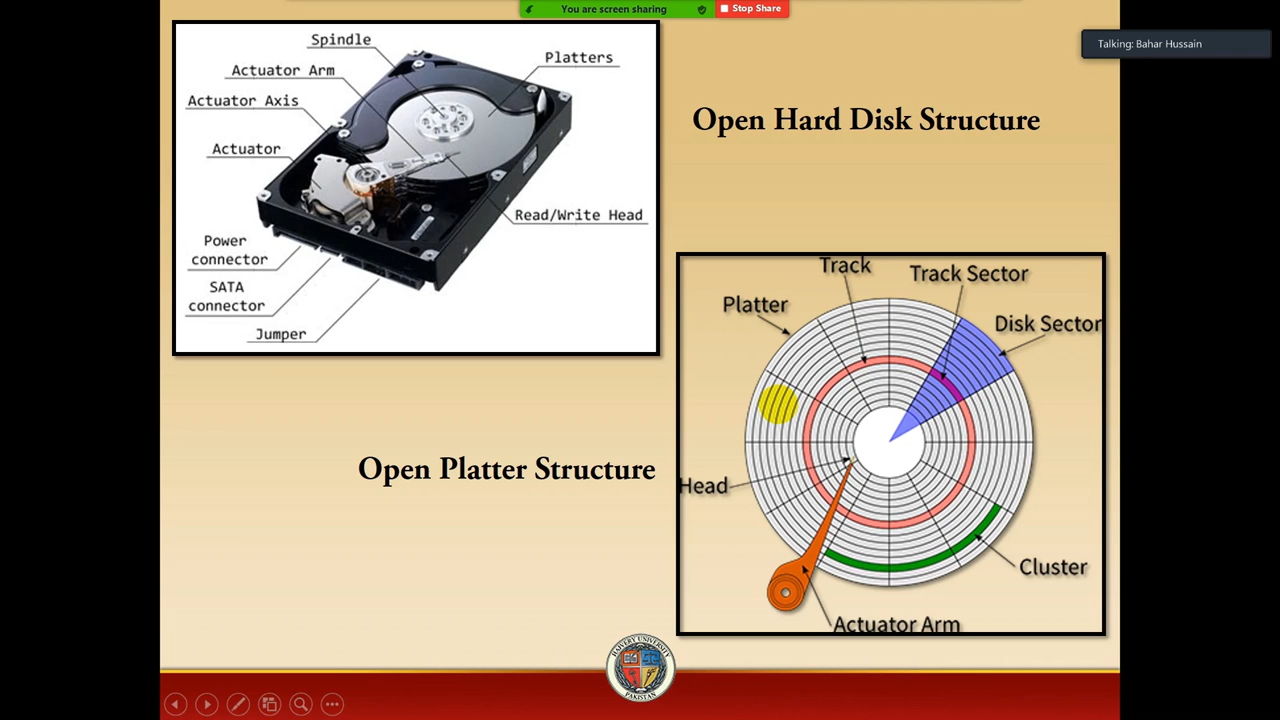 You are screen sharing
Stop Share
Talking: Bahar Hussain
Spindle
Actuator Arm
Platters
Actuator Axis
Actuator
Read/Write Head
Power
connector
SATA
connector
Jumper
Open Hard Disk Structure
Track
Track Sector
Platter
Disk Sector
Head
Cluster
Actuator Arm
Open Platter Structure
PAKISTAN